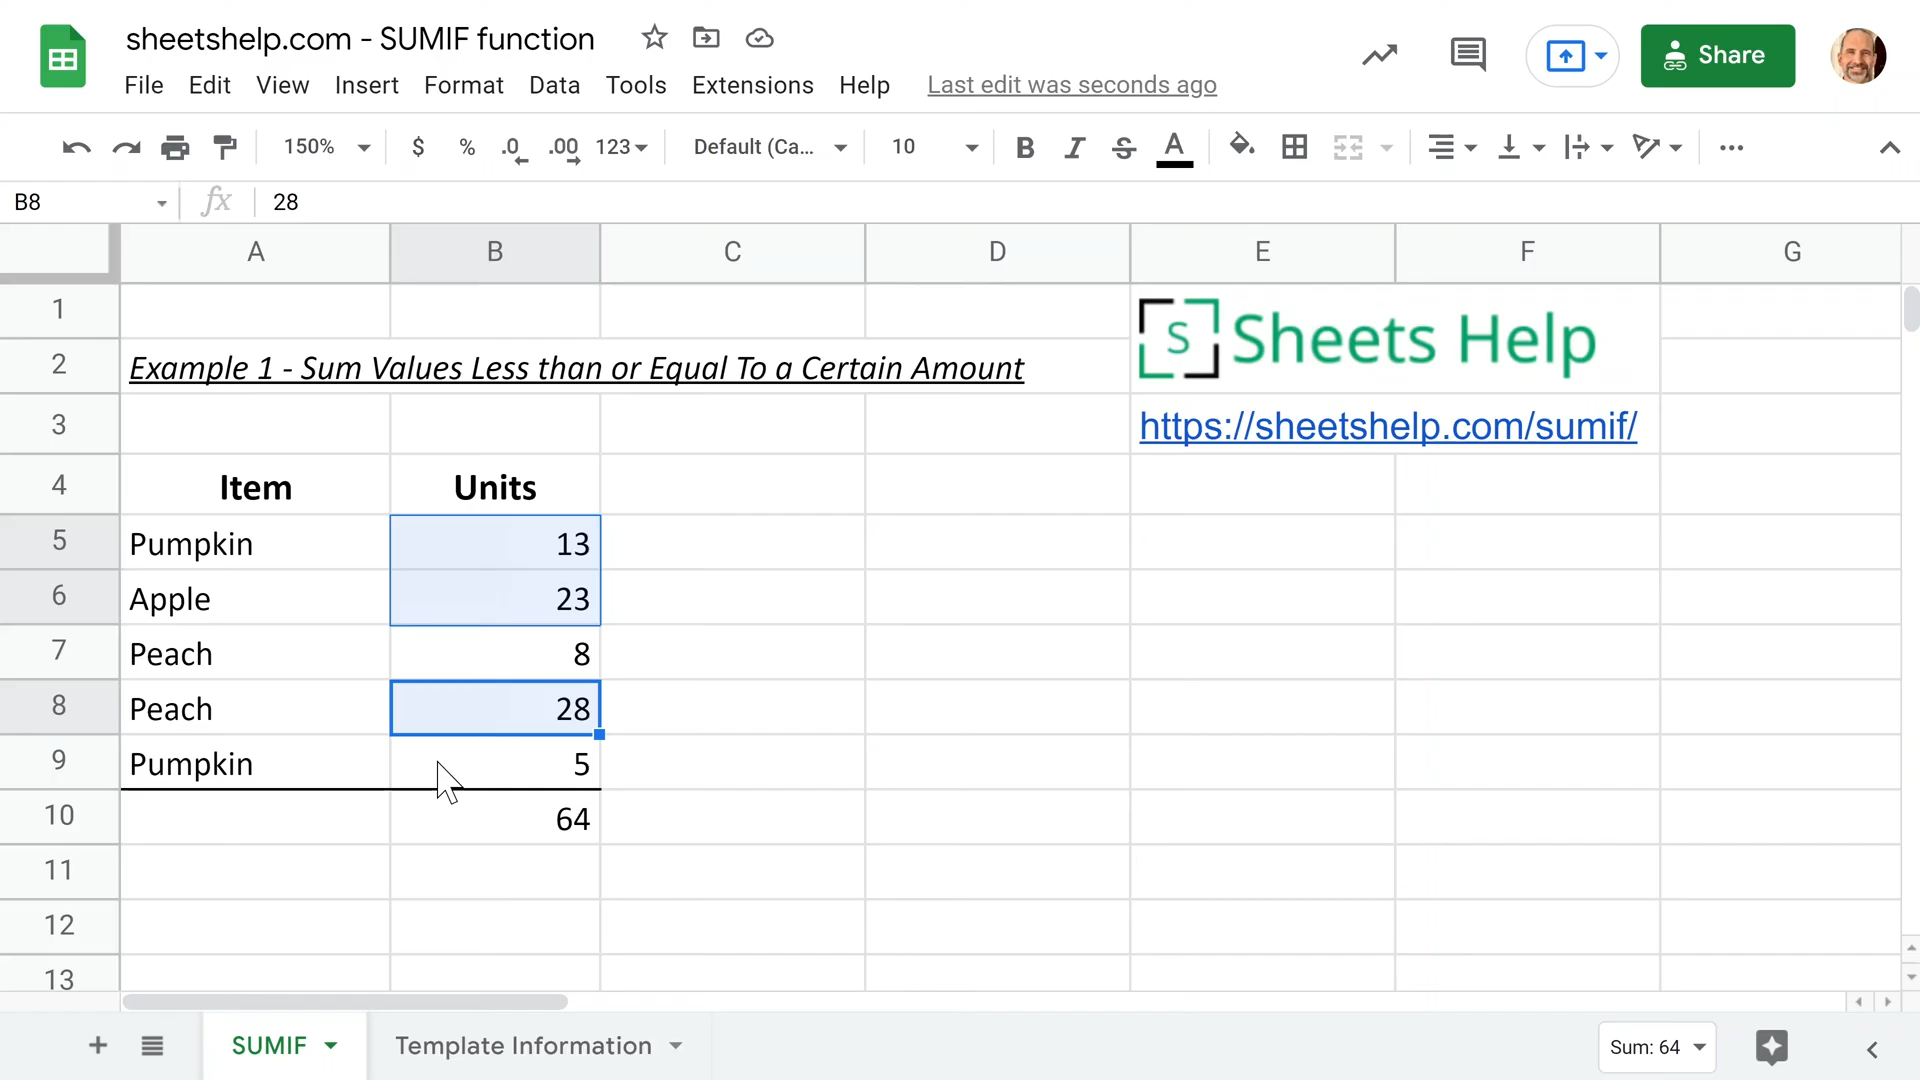 sheetshelp.com - SUMIF function
File Edit View Insert Format Data Tools Extensions Help Last edit was seconds ago
Share
150% $ % .0 .00 123 Default (Ca... 10 B I S A
B8 fx 28
A B C D E F G
1
S Sheets Help
2 Example 1 - Sum Values Less than or Equal To a Certain Amount
3 https://sheetshelp.com/sumif/
4 Item Units
5 Pumpkin 13
6 Apple 23
7 Peach 8
8 Peach 28
9 Pumpkin 5
10 64
11
12
13
SUMIF Template Information Sum: 64